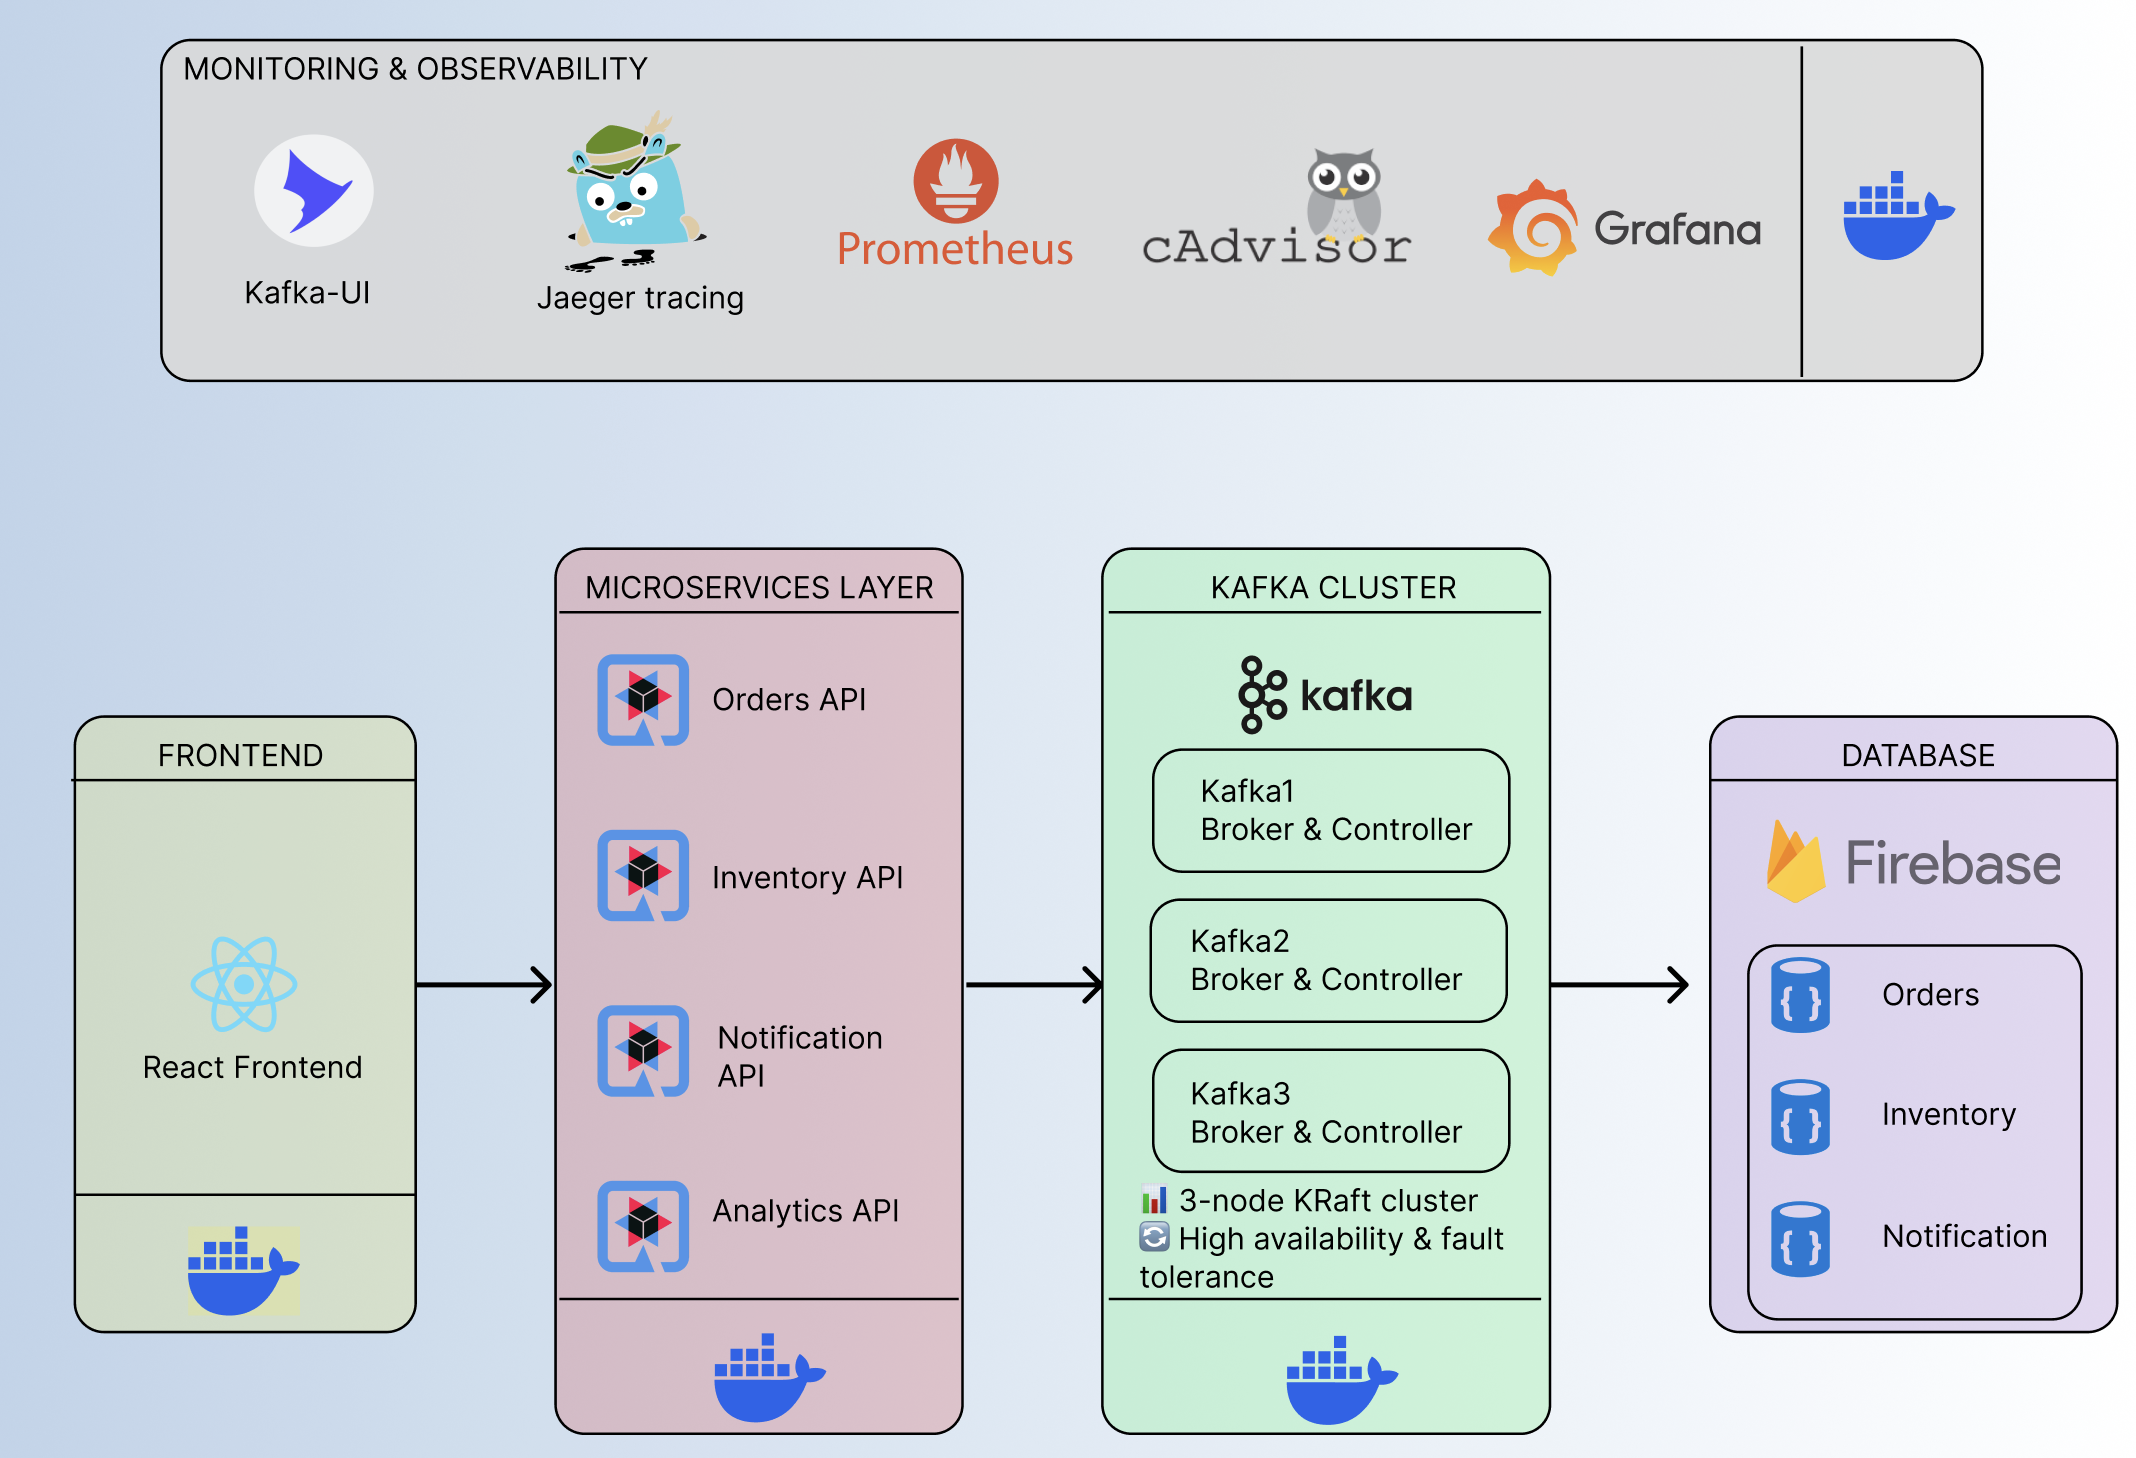 MONITORING & OBSERVABILITY
Kafka-UI
Jaeger tracing
Prometheus
cAdvisor
Grafana
FRONTEND
React Frontend
MICROSERVICES LAYER
Orders API
Inventory API
Notification
API
Analytics API
KAFKA CLUSTER
kafka
Kafka1
Broker & Controller
Kafka2
Broker & Controller
Kafka3
Broker & Controller
📊 3-node KRaft cluster
🔄 High availability & fault
tolerance
DATABASE
Firebase
{ } Orders
{ } Inventory
{ } Notification